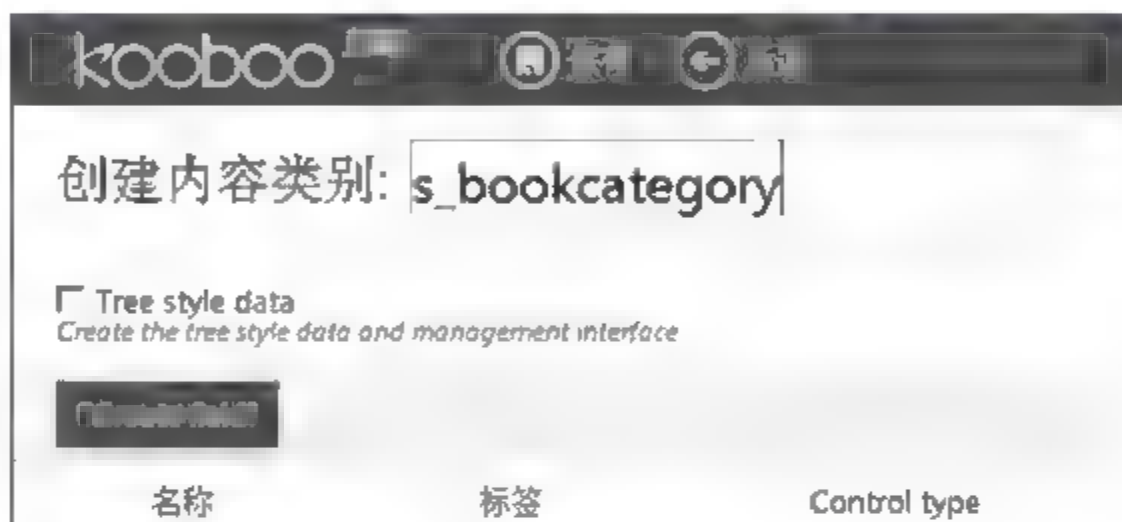 kooboo
创建内容类别: s_bookcategory
Tree style data
Create the tree style data and management interface
名称 标签 Control type